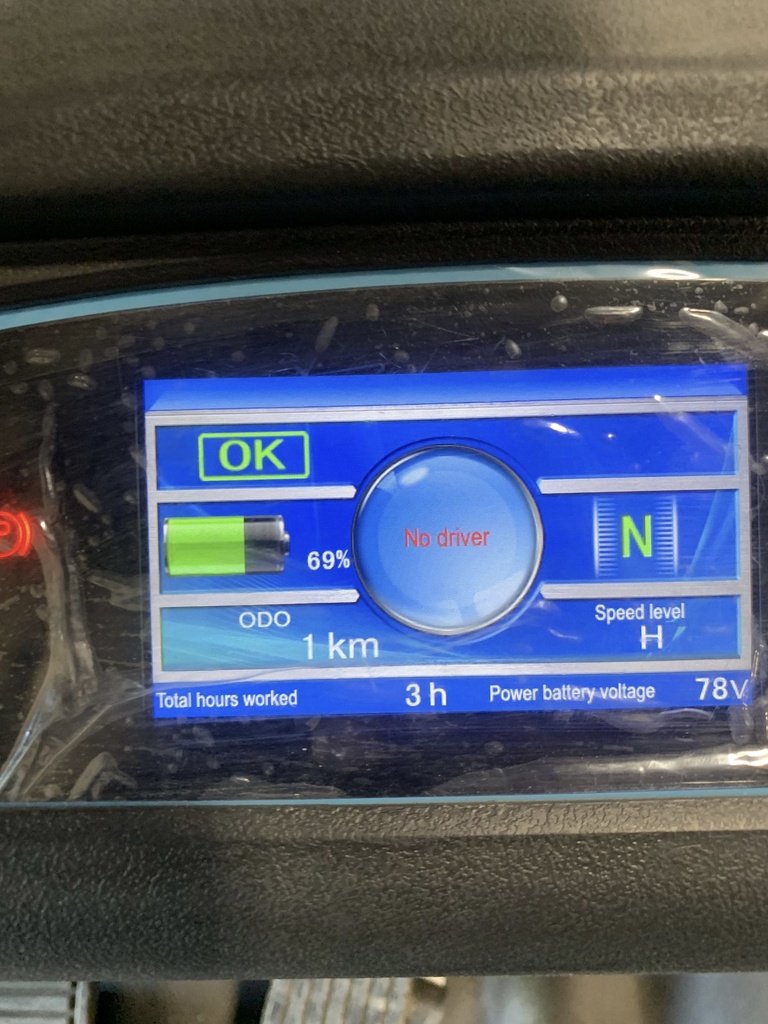 OK
69%
No driver
N
ODO
1 km
Speed level
H
Total hours worked 3 h Power battery voltage 78V